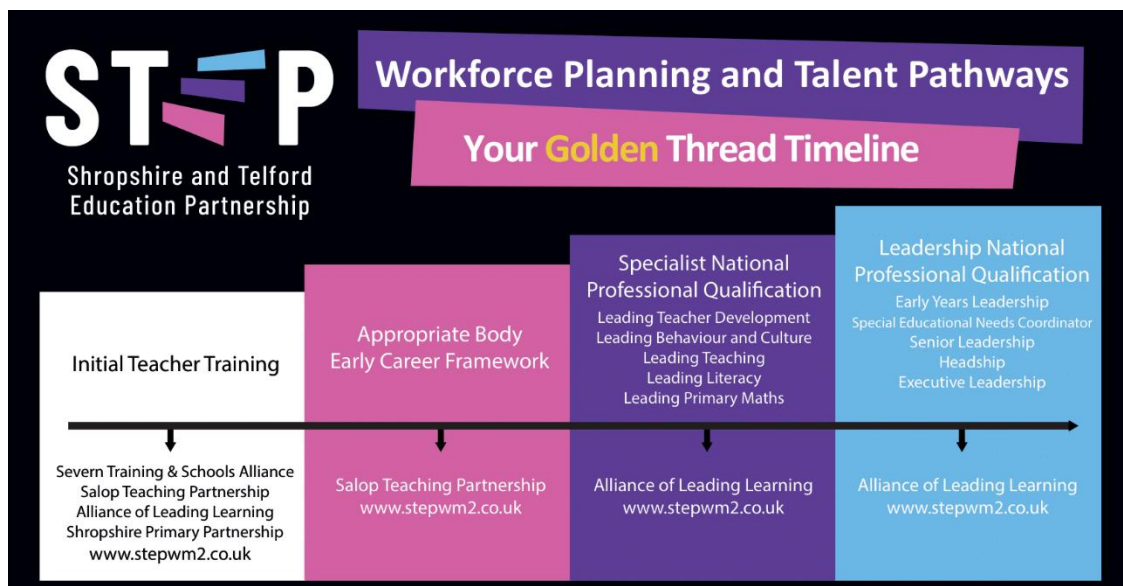 STEP
Shropshire and Telford
Education Partnership
Workforce Planning and Talent Pathways
Your Golden Thread Timeline
Initial Teacher Training
Severn Training & Schools Alliance
Salop Teaching Partnership
Alliance of Leading Learning
Shropshire Primary Partnership
www.stepwm2.co.uk
Appropriate Body
Early Career Framework
Salop Teaching Partnership
www.stepwm2.co.uk
Specialist National
Professional Qualification
Leading Teacher Development
Leading Behaviour and Culture
Leading Teaching
Leading Literacy
Leading Primary Maths
Alliance of Leading Learning
www.stepwm2.co.uk
Leadership National
Professional Qualification
Early Years Leadership
Special Educational Needs Coordinator
Senior Leadership
Headship
Executive Leadership
Alliance of Leading Learning
www.stepwm2.co.uk